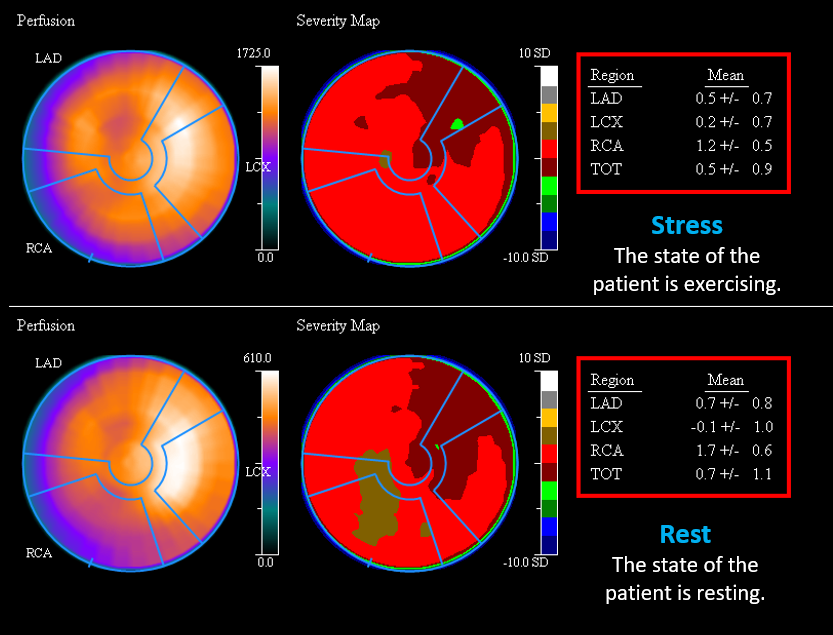 Perfusion
Severity Map
LAD
1725.0
10 SD
Region Mean
LAD 0.5 +/- 0.7
LCX 0.2 +/- 0.7
RCA 1.2 +/- 0.5
TOT 0.5 +/- 0.9
LCX
RCA
0.0
-10.0 SD
Stress
The state of the
patient is exercising.
Perfusion
Severity Map
LAD
610.0
10 SD
Region Mean
LAD 0.7 +/- 0.8
LCX -0.1 +/- 1.0
RCA 1.7 +/- 0.6
TOT 0.7 +/- 1.1
LCX
RCA
0.0
-10.0 SD
Rest
The state of the
patient is resting.